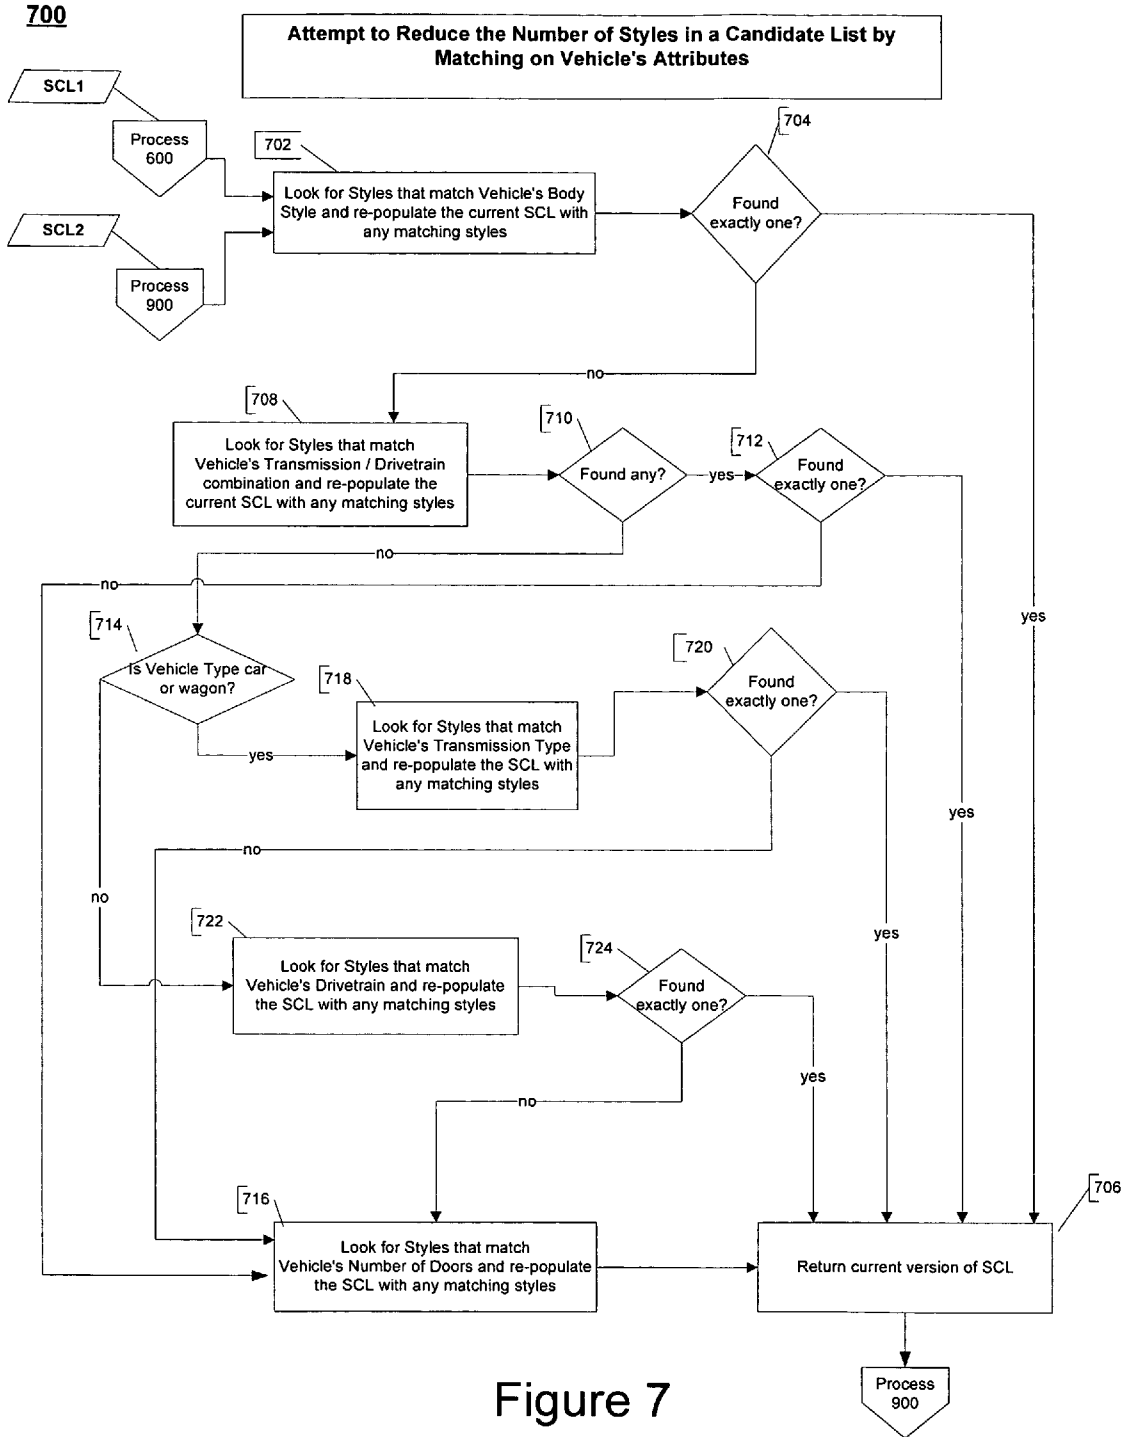 700
Attempt to Reduce the Number of Styles in a Candidate List by
Matching on Vehicle's Attributes
SCL1
Process
600
702
704
Look for Styles that match Vehicle's Body
Style and re-populate the current SCL with
any matching styles
Found
exactly one?
SCL2
Process
900
no
708
710
712
Look for Styles that match
Vehicle's Transmission / Drivetrain
combination and re-populate the
current SCL with any matching styles
Found any?
yes
Found
exactly one?
no
no
yes
714
Is Vehicle Type car
or wagon?
718
720
Look for Styles that match
Vehicle's Transmission Type
and re-populate the SCL with
any matching styles
Found
exactly one?
yes
yes
no
no
yes
722
724
Look for Styles that match
Vehicle's Drivetrain and re-populate
the SCL with any matching styles
Found
exactly one?
yes
no
716
706
Look for Styles that match
Vehicle's Number of Doors and re-populate
the SCL with any matching styles
Return current version of SCL
Process
900
Figure 7